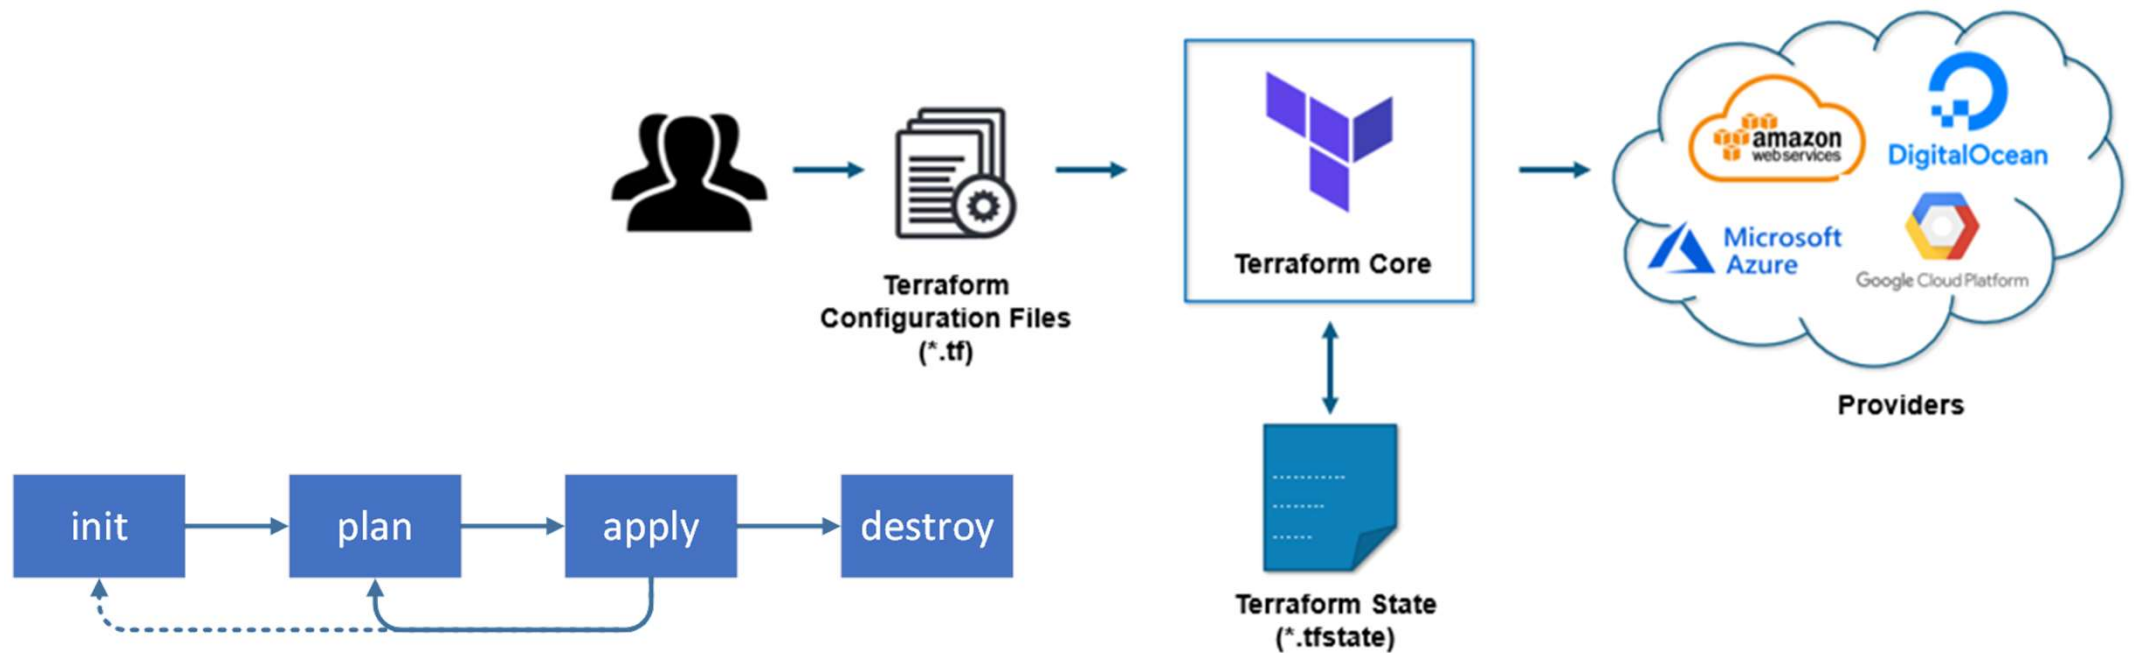 Terraform
Configuration Files
(*.tf)
Terraform Core
amazon
webservices
DigitalOcean
Microsoft
Azure
Google Cloud Platform
Providers
init
plan
apply
destroy
Terraform State
(*.tfstate)